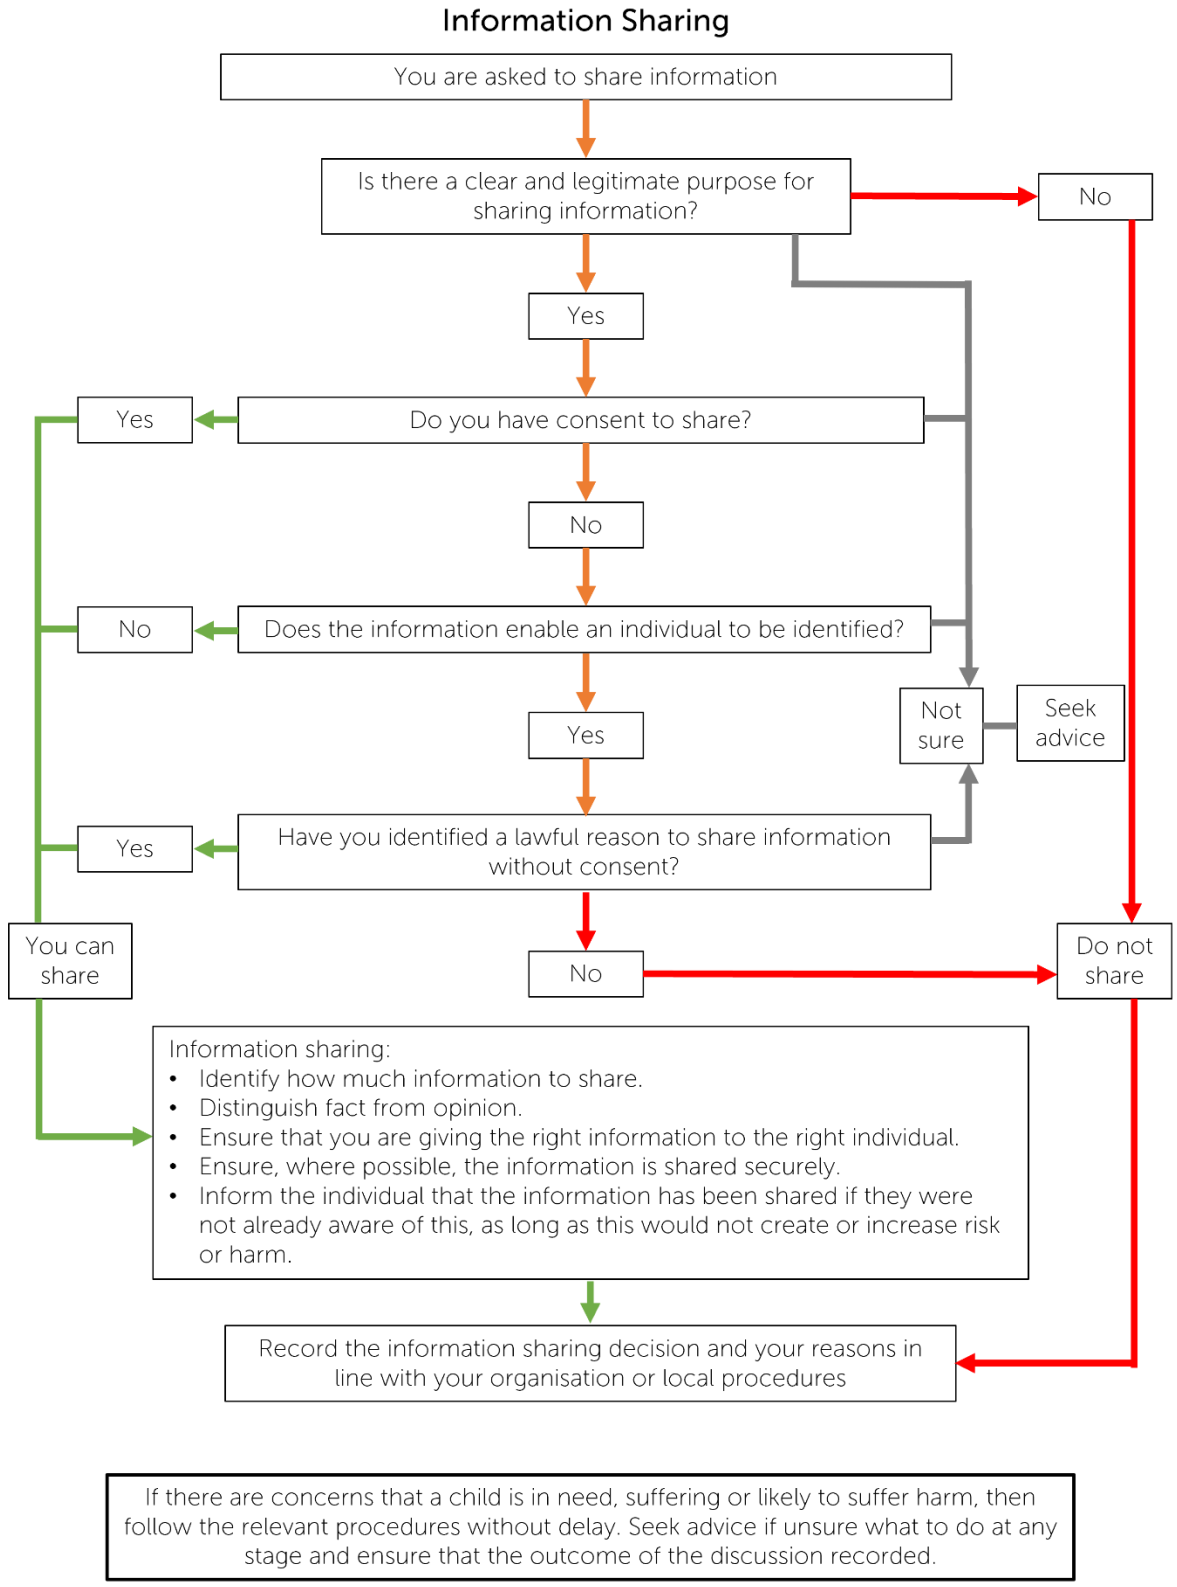 Information Sharing
You are asked to share information
Is there a clear and legitimate purpose for
sharing information?
No
Yes
Yes
Do you have consent to share?
No
No
Does the information enable an individual to be identified?
Not
sure
Seek
advice
Yes
Yes
Have you identified a lawful reason to share information
without consent?
You can
share
No
Do not
share
Information sharing:
• Identify how much information to share.
• Distinguish fact from opinion.
• Ensure that you are giving the right information to the right individual.
• Ensure, where possible, the information is shared securely.
• Inform the individual that the information has been shared if they were
not already aware of this, as long as this would not create or increase risk
or harm.
Record the information sharing decision and your reasons in
line with your organisation or local procedures
If there are concerns that a child is in need, suffering or likely to suffer harm, then
follow the relevant procedures without delay. Seek advice if unsure what to do at any
stage and ensure that the outcome of the discussion recorded.